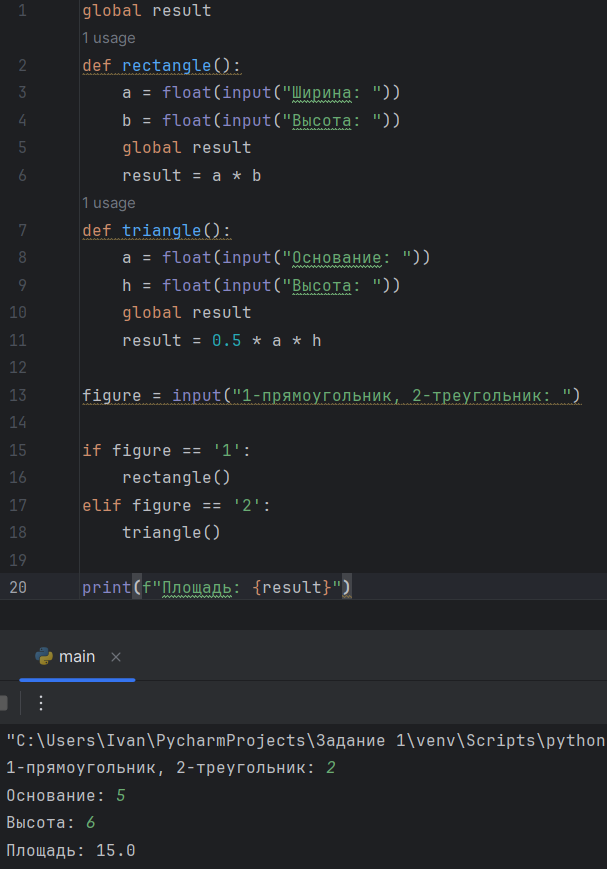 1 global result
1 usage
2 def rectangle():
3 a = float(input("Ширина: "))
4 b = float(input("Высота: "))
5 global result
6 result = a * b
1 usage
7 def triangle():
8 a = float(input("Основание: "))
9 h = float(input("Высота: "))
10 global result
11 result = 0.5 * a * h
12
13 figure = input("1-прямоугольник, 2-треугольник: ")
14
15 if figure == '1':
16 rectangle()
17 elif figure == '2':
18 triangle()
19
20 print(f"Площадь: {result}")
main ×
"C:\Users\Ivan\PycharmProjects\Задание 1\venv\Scripts\python
1-прямоугольник, 2-треугольник: 2
Основание: 5
Высота: 6
Площадь: 15.0